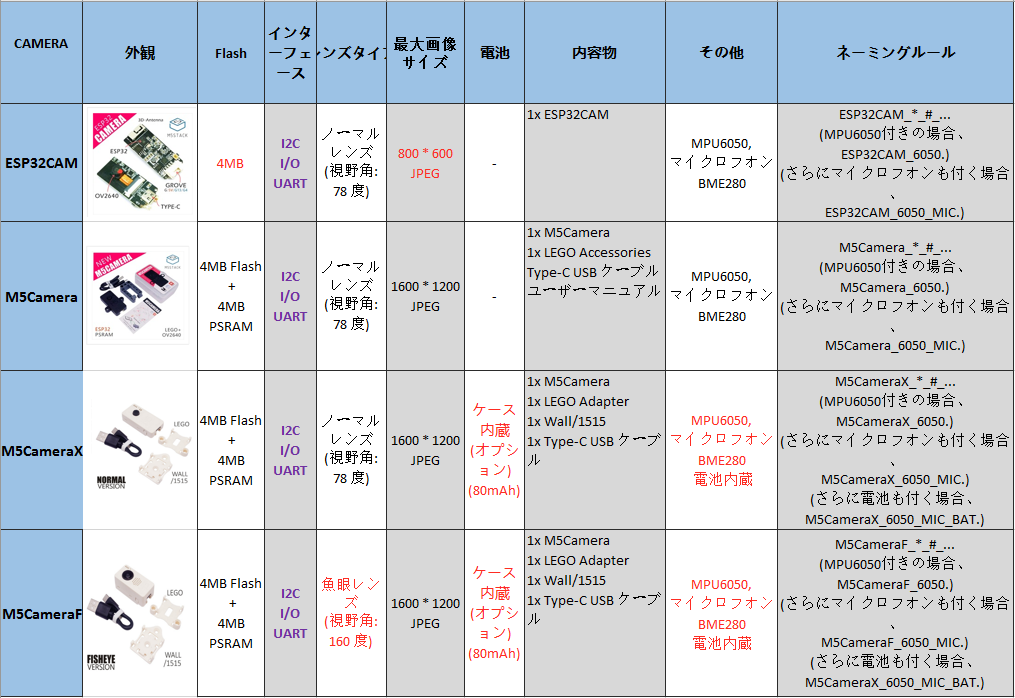 CAMERA
外観
Flash
インタ
ーフェ
ース
ンズタイ
最大画像
サイズ
電池
内容物
その他
ネーミングルール
ESP32CAM
ESP32
CAMERA
3D-Antenna
M5STACK
ESP32
OV2640
GROVE
TYPE-C
4MB
I2C
I/O
UART
ノーマル
レンズ
(視野角:
78 度)
800 * 600
JPEG
-
1x ESP32CAM
MPU6050,
マイクロフオン
BME280
ESP32CAM_*_#_...
(MPU6050付きの場合、
ESP32CAM_6050.)
(さらにマイクロフオンも付く場合
、
ESP32CAM_6050_MIC.)
M5Camera
NEW
M5CAMERA
M5STACK
ESP32
PSRAM
LEGO+
OV2640
4MB Flash
+
4MB
PSRAM
I2C
I/O
UART
ノーマル
レンズ
(視野角:
78 度)
1600 * 1200
JPEG
-
1x M5Camera
1x LEGO Accessories
Type-C USB ケーブル
ユーザーマニュアル
MPU6050,
マイクロフオン
BME280
M5Camera_*_#_...
(MPU6050付きの場合、
M5Camera_6050.)
(さらにマイクロフオンも付く場合
、
M5Camera_6050_MIC.)
M5CameraX
LEGO
WALL
/1515
NORMAL
VERSION
4MB Flash
+
4MB
PSRAM
I2C
I/O
UART
ノーマル
レンズ
(視野角:
78 度)
1600 * 1200
JPEG
ケース
内蔵
(オプシ
ョン)
(80mAh)
1x M5Camera
1x LEGO Adapter
1x Wall/1515
1x Type-C USB ケーブ
ル
MPU6050,
マイクロフオン
BME280
電池内蔵
M5CameraX_*_#_...
(MPU6050付きの場合、
M5CameraX_6050.)
(さらにマイクロフオンも付く場合
、
M5CameraX_6050_MIC.)
(さらに電池も付く場合、
M5CameraX_6050_MIC_BAT.)
M5CameraF
LEGO
WALL
/1515
FISHEYE
VERSION
4MB Flash
+
4MB
PSRAM
I2C
I/O
UART
魚眼レン
ズ
(視野角:
160 度)
1600 * 1200
JPEG
ケース
内蔵
(オプシ
ョン)
(80mAh)
1x M5Camera
1x LEGO Adapter
1x Wall/1515
1x Type-C USB ケーブ
ル
MPU6050,
マイクロフオン
BME280
電池内蔵
M5CameraF_*_#_...
(MPU6050付きの場合、
M5CameraF_6050.)
(さらにマイクロフオンも付く場合
、
M5CameraF_6050_MIC.)
(さらに電池も付く場合、
M5CameraX_6050_MIC_BAT.)